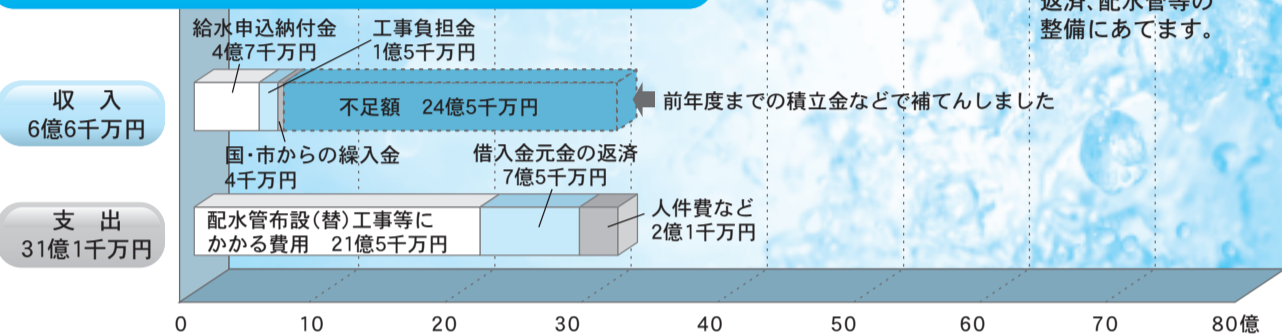 返済、配水管等の
整備にあてます。
給水申込納付金
4億7千万円
工事負担金
1億5千万円
収　入
6億6千万円
不足額　24億5千万円
前年度までの積立金などで補てんしました
国・市からの繰入金
4千万円
借入金元金の返済
7億5千万円
支　出
31億1千万円
配水管布設(替)工事等に
かかる費用　21億5千万円
人件費など
2億1千万円
0 10 20 30 40 50 60 70 80億